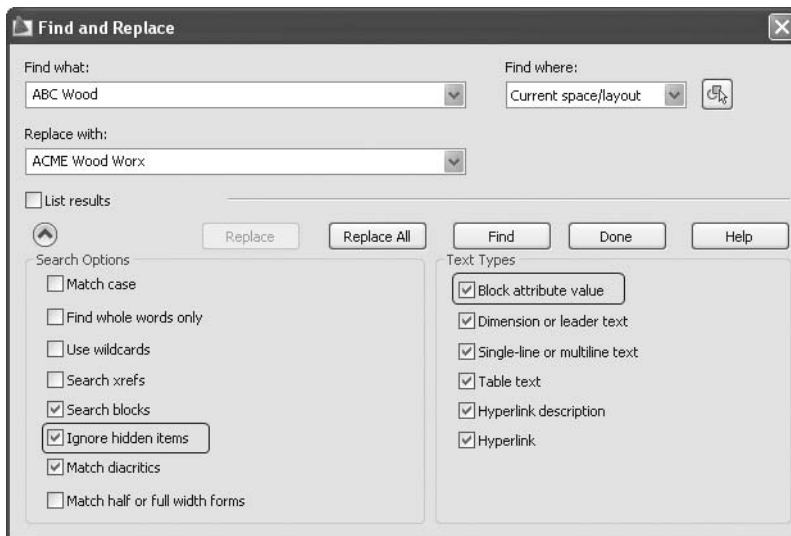 Find and Replace
Find what:
Find where:
ABC Wood
Current space/layout
Replace with:
ACME Wood Worx
List results
Replace
Replace All
Find
Done
Help
Search Options
Match case
Find whole words only
Use wildcards
Search xrefs
Search blocks
Ignore hidden items
Match diacritics
Match half or full width forms
Text Types
Block attribute value
Dimension or leader text
Single-line or multiline text
Table text
Hyperlink description
Hyperlink